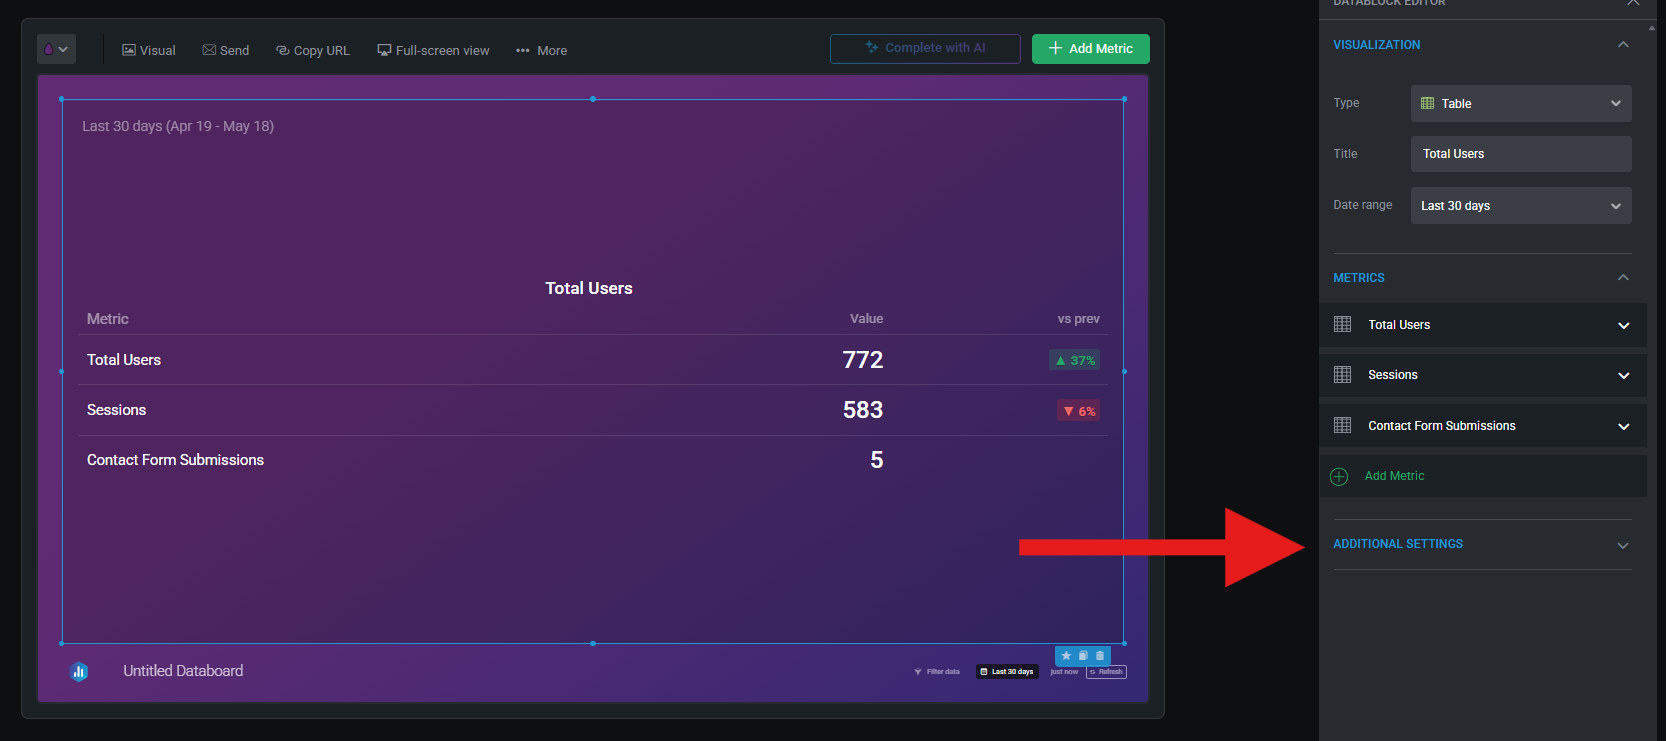 DATABLOCK EDITOR
Visual
Send
Copy URL
Full-screen view
More
Complete with AI
Add Metric
Last 30 days (Apr 19 - May 18)
Total Users
Metric Value vs prev
Total Users 772 ▲ 37%
Sessions 583 ▼ 6%
Contact Form Submissions 5
Untitled Databoard
Filter data
Last 30 days
just now
Refresh
VISUALIZATION
Type Table
Title Total Users
Date range Last 30 days
METRICS
Total Users
Sessions
Contact Form Submissions
Add Metric
ADDITIONAL SETTINGS